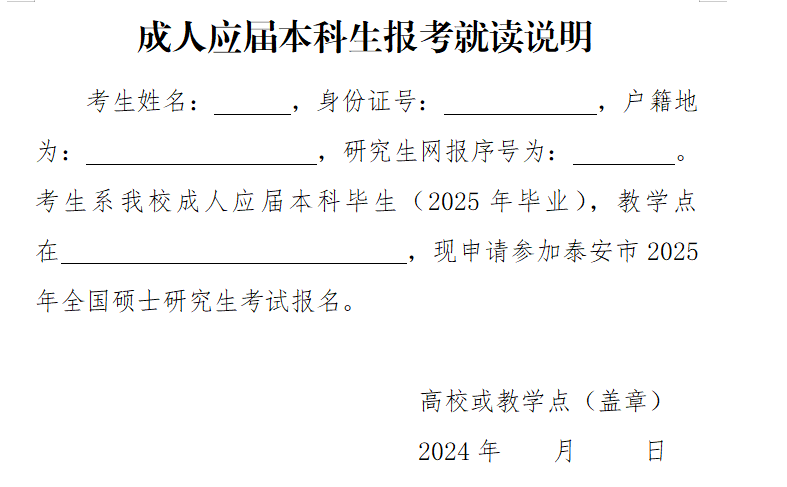 成人应届本科生报考就读说明
考生姓名：______，身份证号：____________，户籍地
为：__________________，研究生网报序号为：________。
考生系我校成人应届本科毕生（2025 年毕业），教学点
在___________________________，现申请参加泰安市 2025
年全国硕士研究生考试报名。
高校或教学点（盖章）
2024 年 月 日